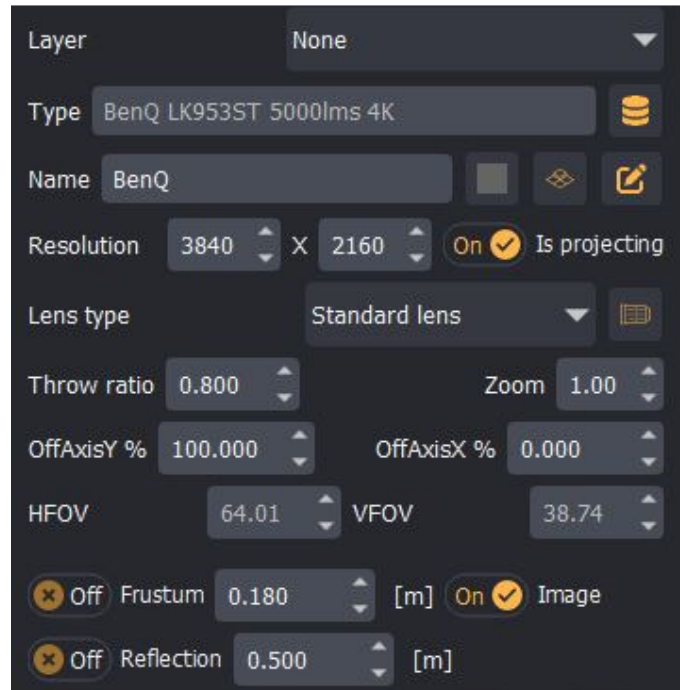 Layer None
Type BenQ LK953ST 5000lms 4K
Name BenQ
Resolution 3840 X 2160 On Is projecting
Lens type Standard lens
Throw ratio 0.800 Zoom 1.00
OffAxisY % 100.000 OffAxisX % 0.000
HFOV 64.01 VFOV 38.74
Off Frustum 0.180 [m] On Image
Off Reflection 0.500 [m]